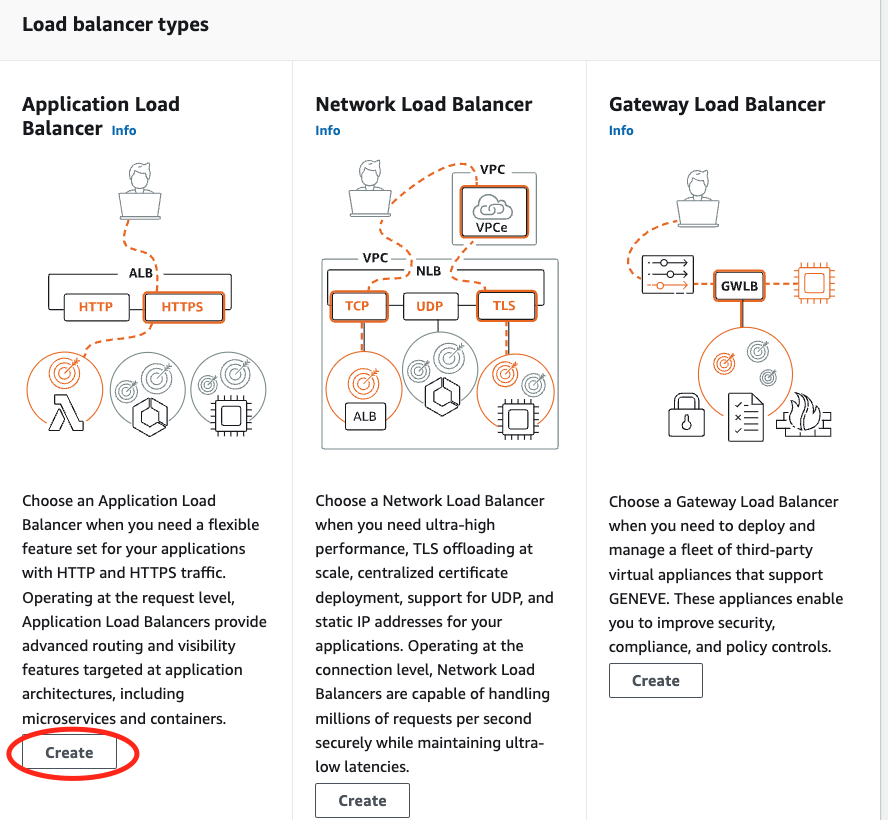 Load balancer types
Application Load
Balancer Info
ALB
HTTP
HTTPS
Choose an Application Load
Balancer when you need a flexible
feature set for your applications
with HTTP and HTTPS traffic.
Operating at the request level,
Application Load Balancers provide
advanced routing and visibility
features targeted at application
architectures, including
microservices and containers.
Create
Network Load Balancer
Info
VPC
VPCe
VPC
NLB
TCP
UDP
TLS
ALB
Choose a Network Load Balancer
when you need ultra-high
performance, TLS offloading at
scale, centralized certificate
deployment, support for UDP, and
static IP addresses for your
applications. Operating at the
connection level, Network Load
Balancers are capable of handling
millions of requests per second
securely while maintaining ultra-
low latencies.
Create
Gateway Load Balancer
Info
GWLB
Choose a Gateway Load Balancer
when you need to deploy and
manage a fleet of third-party
virtual appliances that support
GENEVE. These appliances enable
you to improve security,
compliance, and policy controls.
Create